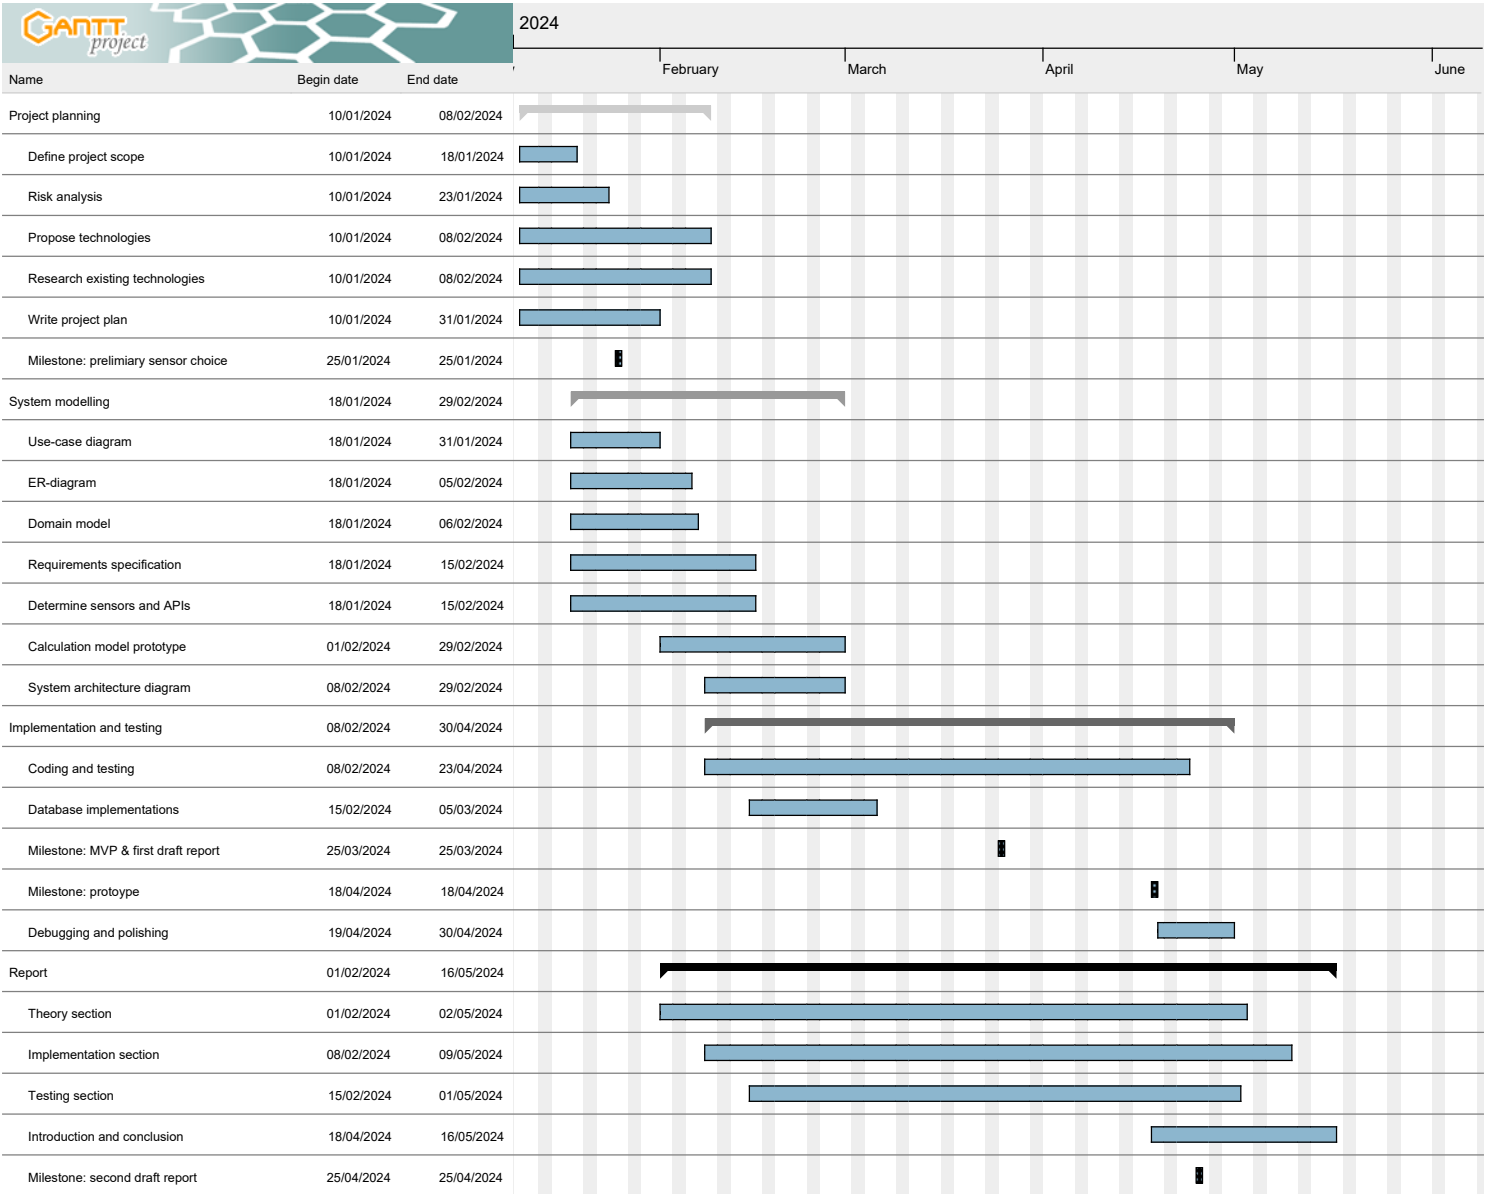 GANTT
project
2024
February March April May June
Name Begin date End date
Project planning 10/01/2024 08/02/2024
Define project scope 10/01/2024 18/01/2024
Risk analysis 10/01/2024 23/01/2024
Propose technologies 10/01/2024 08/02/2024
Research existing technologies 10/01/2024 08/02/2024
Write project plan 10/01/2024 31/01/2024
Milestone: prelimiary sensor choice 25/01/2024 25/01/2024
System modelling 18/01/2024 29/02/2024
Use-case diagram 18/01/2024 31/01/2024
ER-diagram 18/01/2024 05/02/2024
Domain model 18/01/2024 06/02/2024
Requirements specification 18/01/2024 15/02/2024
Determine sensors and APIs 18/01/2024 15/02/2024
Calculation model prototype 01/02/2024 29/02/2024
System architecture diagram 08/02/2024 29/02/2024
Implementation and testing 08/02/2024 30/04/2024
Coding and testing 08/02/2024 23/04/2024
Database implementations 15/02/2024 05/03/2024
Milestone: MVP & first draft report 25/03/2024 25/03/2024
Milestone: protoype 18/04/2024 18/04/2024
Debugging and polishing 19/04/2024 30/04/2024
Report 01/02/2024 16/05/2024
Theory section 01/02/2024 02/05/2024
Implementation section 08/02/2024 09/05/2024
Testing section 15/02/2024 01/05/2024
Introduction and conclusion 18/04/2024 16/05/2024
Milestone: second draft report 25/04/2024 25/04/2024